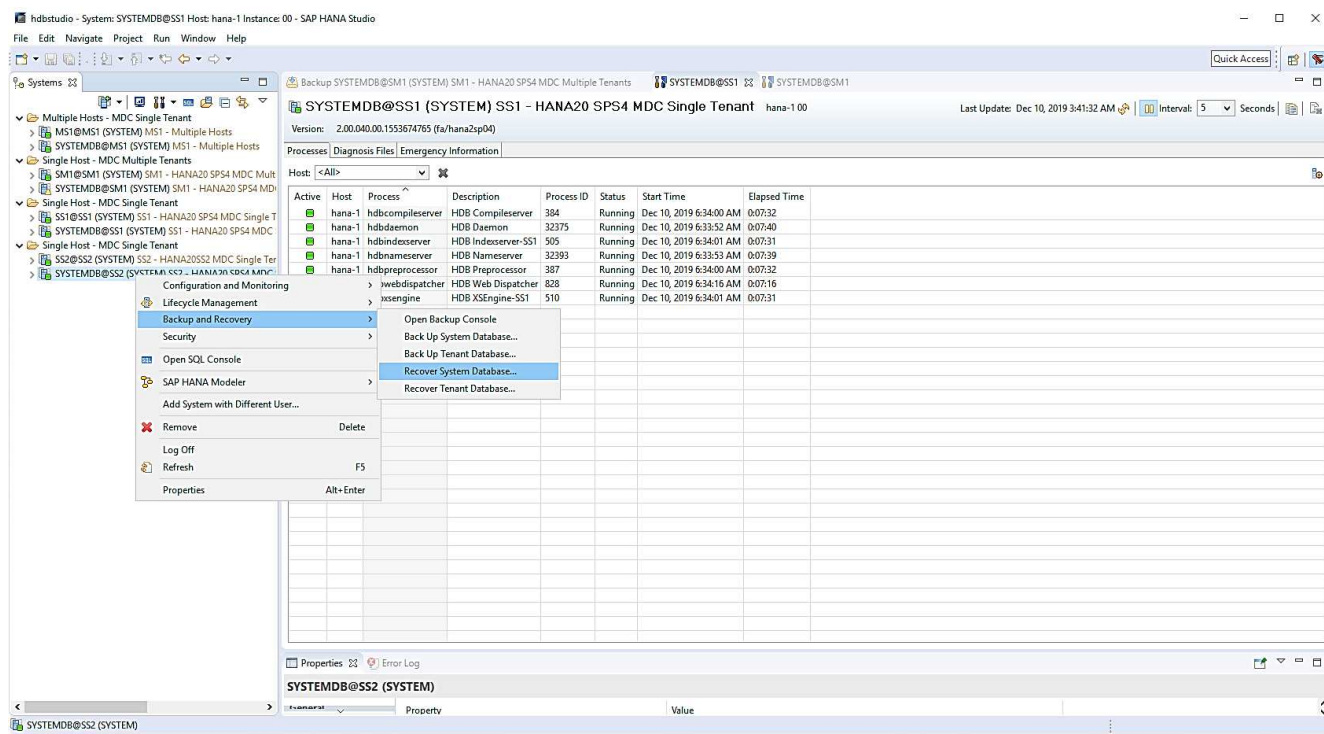 hdbstudio - System: SYSTEMDB@SS1 Host: hana-1 Instance: 00 - SAP HANA Studio
File Edit Navigate Project Run Window Help
Quick Access
Systems
Backup SYSTEMDB@SM1 (SYSTEM) SM1 - HANA20 SPS4 MDC Multiple Tenants
SYSTEMDB@SS1
SYSTEMDB@SM1
Multiple Hosts - MDC Single Tenant
MS1@MS1 (SYSTEM) MS1 - Multiple Hosts
SYSTEMDB@MS1 (SYSTEM) MS1 - Multiple Hosts
Single Host - MDC Multiple Tenants
SM1@SM1 (SYSTEM) SM1 - HANA20 SPS4 MDC Mult
SYSTEMDB@SM1 (SYSTEM) SM1 - HANA20 SPS4 MD
Single Host - MDC Single Tenant
SS1@SS1 (SYSTEM) SS1 - HANA20 SPS4 MDC Single T
SYSTEMDB@SS1 (SYSTEM) SS1 - HANA20 SPS4 MDC
Single Host - MDC Single Tenant
SS2@SS2 (SYSTEM) SS2 - HANA20SS2 MDC Single Ter
SYSTEMDB@SS2 (SYSTEM) SS2 - HANA20 SPS4 MDC
SYSTEMDB@SS1 (SYSTEM) SS1 - HANA20 SPS4 MDC Single Tenant hana-1 00
Last Update: Dec 10, 2019 3:41:32 AM Interval: 5 Seconds
Version: 2.00.040.00.1553674765 (fa/hana2sp04)
Processes Diagnosis Files Emergency Information
Host: <All>
Active Host Process Description Process ID Status Start Time Elapsed Time
hana-1 hdbcompileserver HDB Compileserver 384 Running Dec 10, 2019 6:34:00 AM 0:07:32
hana-1 hdbdaemon HDB Daemon 32375 Running Dec 10, 2019 6:33:52 AM 0:07:40
hana-1 hdbindexserver HDB Indexserver-SS1 505 Running Dec 10, 2019 6:34:01 AM 0:07:31
hana-1 hdbnameserver HDB Nameserver 32393 Running Dec 10, 2019 6:33:53 AM 0:07:39
hana-1 hdbpreprocessor HDB Preprocessor 387 Running Dec 10, 2019 6:34:00 AM 0:07:32
webdispatcher HDB Web Dispatcher 828 Running Dec 10, 2019 6:34:16 AM 0:07:16
xsengine HDB XSEngine-SS1 510 Running Dec 10, 2019 6:34:01 AM 0:07:31
Configuration and Monitoring
Lifecycle Management
Backup and Recovery
Security
Open SQL Console
SAP HANA Modeler
Add System with Different User...
Remove Delete
Log Off
Refresh F5
Properties Alt+Enter
Open Backup Console
Back Up System Database...
Back Up Tenant Database...
Recover System Database...
Recover Tenant Database...
Properties
Error Log
SYSTEMDB@SS2 (SYSTEM)
General
Property Value
SYSTEMDB@SS2 (SYSTEM)